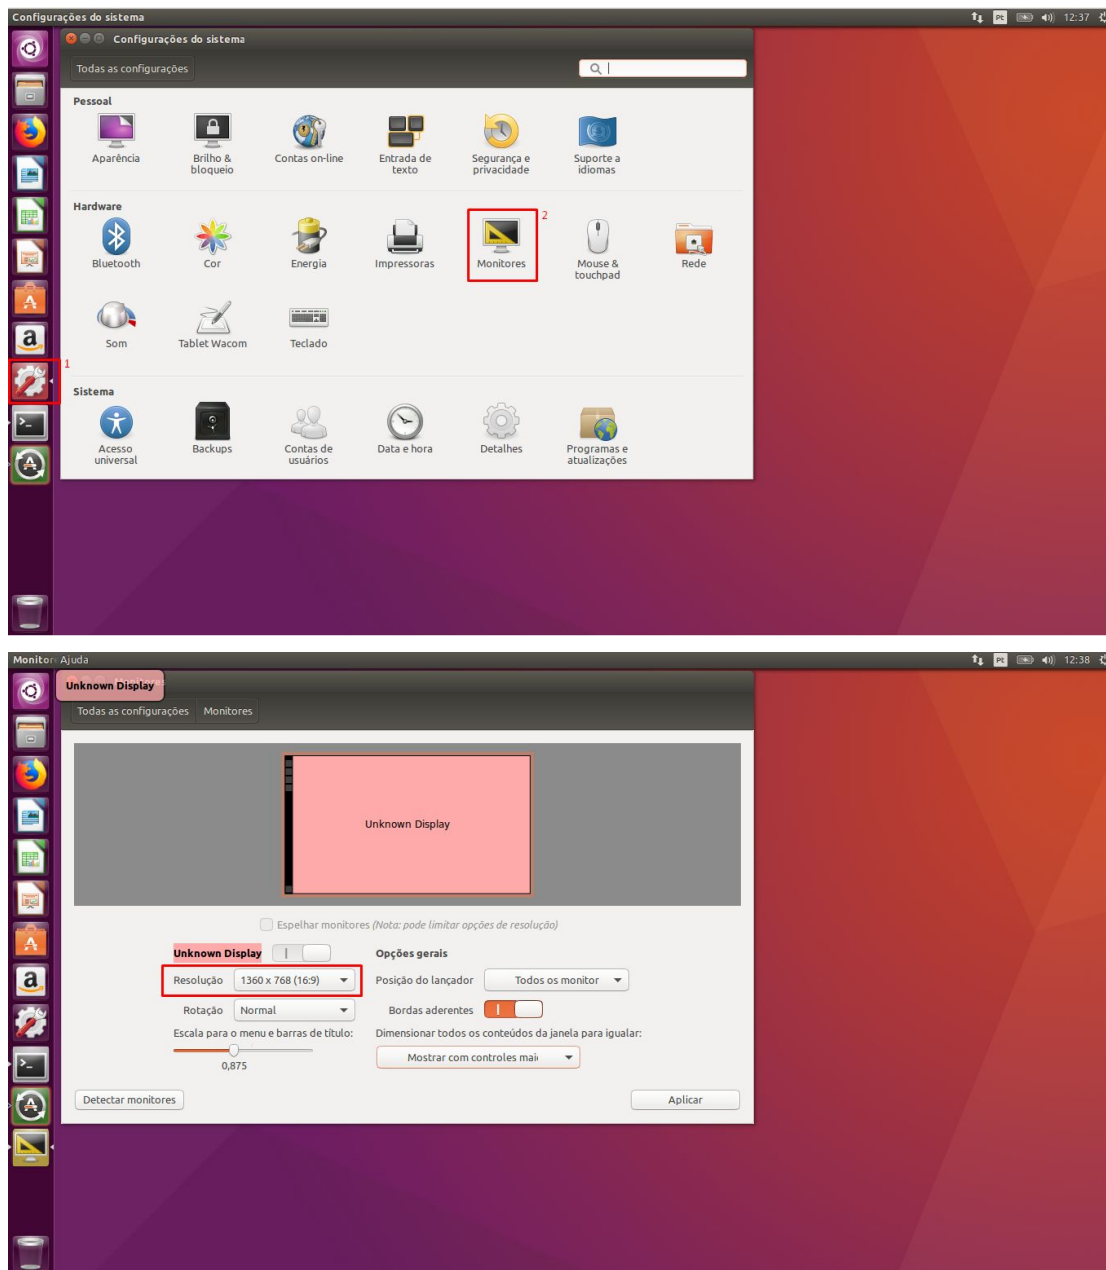 Configurações do sistema
Pt
12:37
Configurações do sistema
Todas as configurações
Pessoal
Aparência
Brilho &
bloqueio
Contas on-line
Entrada de
texto
Segurança e
privacidade
Suporte a
idiomas
Hardware
2
Bluetooth
Cor
Energia
Impressoras
Monitores
Mouse &
touchpad
Rede
Som
Tablet Wacom
Teclado
1
Sistema
Acesso
universal
Backups
Contas de
usuários
Data e hora
Detalhes
Programas e
atualizações
Monitor Ajuda
Pt
12:38
Unknown Display
Todas as configurações Monitores
Unknown Display
Espelhar monitores (Nota: pode limitar opções de resolução)
Unknown Display
Opções gerais
Resolução 1360 x 768 (16:9)
Posição do lançador Todos os monitor
Rotação Normal
Bordas aderentes
Escala para o menu e barras de título:
Dimensionar todos os conteúdos da janela para igualar:
0,875
Mostrar com controles mai
Detectar monitores
Aplicar